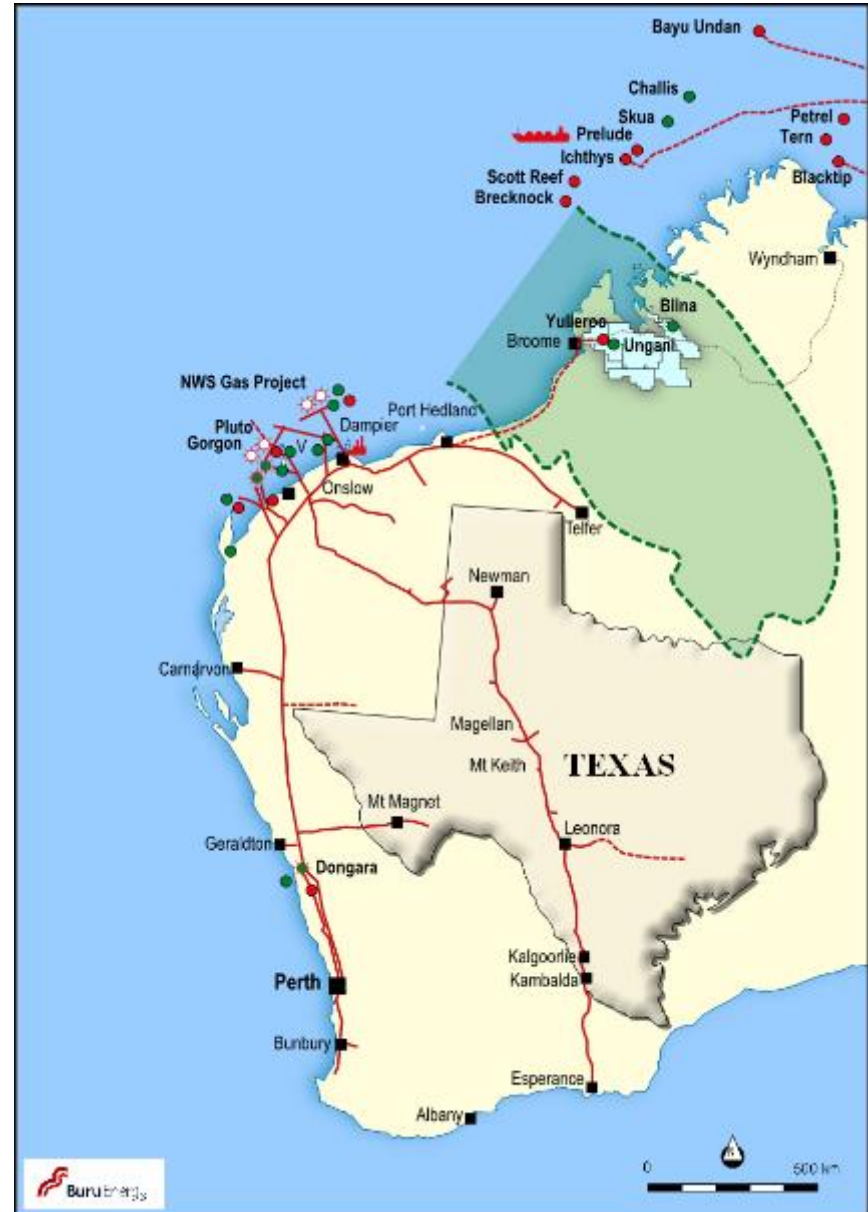 Bayu Undan
Challis
Skua
Petrel
Prelude
Tern
Ichthys
Blacktip
Scott Reef
Brecknock
Wyndham
Blina
Yulleroo
Broome
Ungani
NWS Gas Project
Port Hedland
Pluto
Dampier
Gorgon
V
Onslow
Telfer
Newman
Carnarvon
Magellan
TEXAS
Mt Keith
Mt Magnet
Geraldton
Leonora
Dongara
Kalgoorlie
Perth
Kambalda
Bunbury
Esperance
Albany
0 500 km
Buru Energy